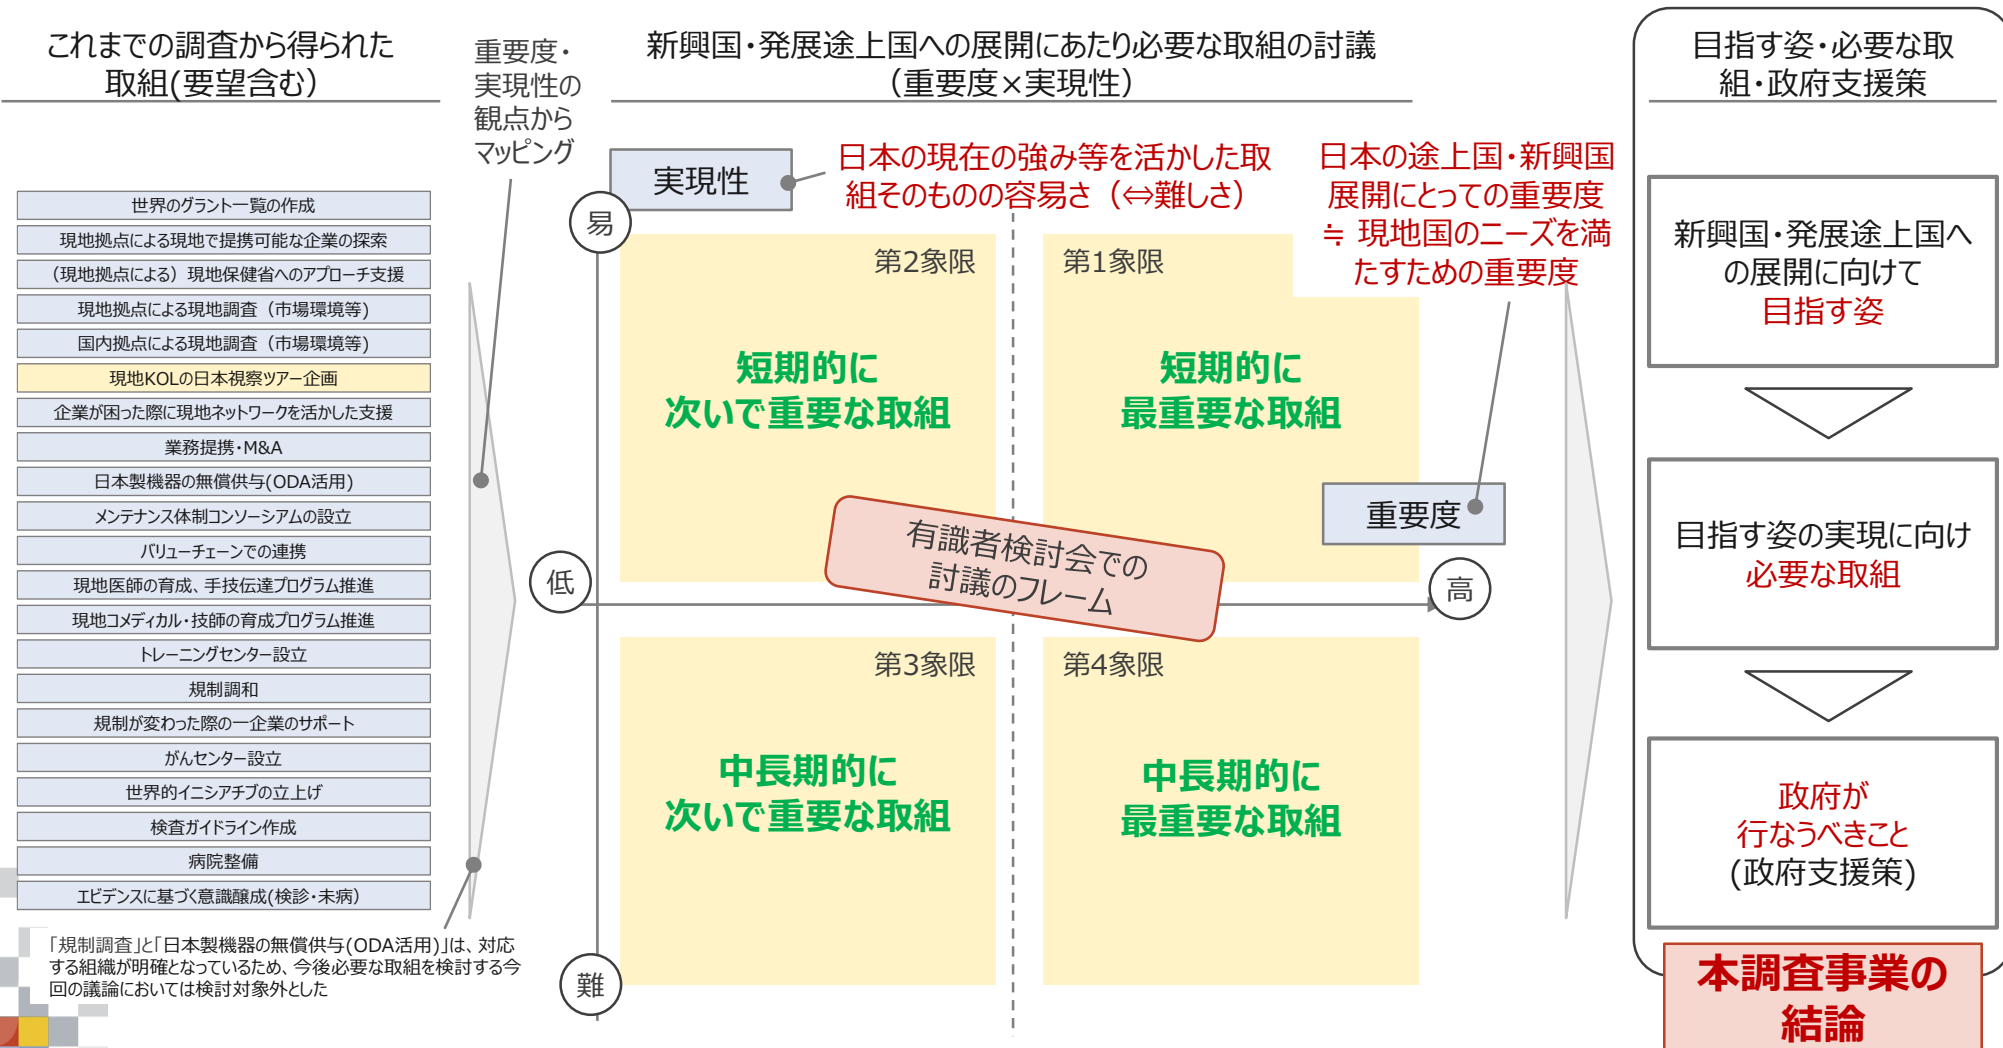 これまでの調査から得られた
取組(要望含む)
世界のグラント一覧の作成
現地拠点による現地で提携可能な企業の探索
（現地拠点による）現地保健省へのアプローチ支援
現地拠点による現地調査（市場環境等）
国内拠点による現地調査（市場環境等）
現地KOLの日本視察ツアー企画
企業が困った際に現地ネットワークを活かした支援
業務提携・M&A
日本製機器の無償供与(ODA活用)
メンテナンス体制コンソーシアムの設立
バリューチェーンでの連携
現地医師の育成、手技伝達プログラム推進
現地コメディカル・技師の育成プログラム推進
トレーニングセンター設立
規制調和
規制が変わった際の一企業のサポート
がんセンター設立
世界的イニシアチブの立上げ
検査ガイドライン作成
病院整備
エビデンスに基づく意識醸成(検診・未病)
「規制調査」と「日本製機器の無償供与(ODA活用)」は、対応
する組織が明確となっているため、今後必要な取組を検討する今
回の議論においては検討対象外とした
重要度・
実現性の
観点から
マッピング
新興国・発展途上国への展開にあたり必要な取組の討議
（重要度×実現性）
実現性
日本の現在の強み等を活かした取
組そのものの容易さ（⇔難しさ）
日本の途上国・新興国
展開にとっての重要度
≒ 現地国のニーズを満
たすための重要度
易
第2象限
短期的に
次いで重要な取組
第1象限
短期的に
最重要な取組
重要度
有識者検討会での
討議のフレーム
低
高
第3象限
中長期的に
次いで重要な取組
第4象限
中長期的に
最重要な取組
難
目指す姿・必要な取
組・政府支援策
新興国・発展途上国へ
の展開に向けて
目指す姿
目指す姿の実現に向け
必要な取組
政府が
行なうべきこと
(政府支援策)
本調査事業の
結論